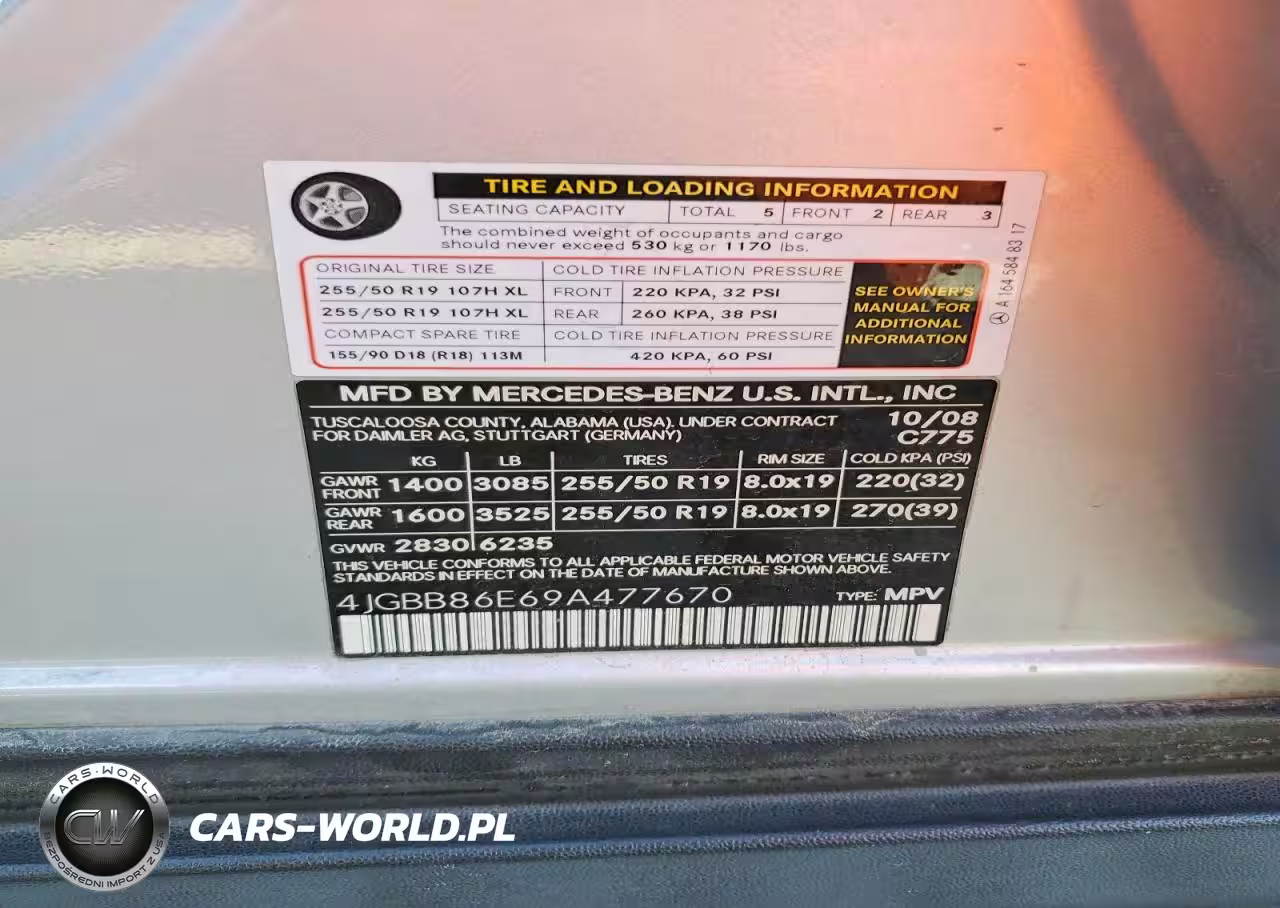 TIRE AND LOADING INFORMATION
SEATING CAPACITY TOTAL 5 FRONT 2 REAR 3
The combined weight of occupants and cargo
should never exceed 530 kg or 1170 lbs.
ORIGINAL TIRE SIZE COLD TIRE INFLATION PRESSURE
255/50 R19 107H XL FRONT 220 KPA, 32 PSI
255/50 R19 107H XL REAR 260 KPA, 38 PSI
COMPACT SPARE TIRE COLD TIRE INFLATION PRESSURE
155/90 D18 (R18) 113M 420 KPA, 60 PSI
SEE OWNER'S
MANUAL FOR
ADDITIONAL
INFORMATION
A 164 584 83 17
MFD BY MERCEDES-BENZ U.S. INTL., INC
TUSCALOOSA COUNTY, ALABAMA (USA), UNDER CONTRACT 10/08
FOR DAIMLER AG, STUTTGART (GERMANY) C775
KG LB TIRES RIM SIZE COLD KPA (PSI)
GAWR FRONT 1400 3085 255/50 R19 8.0x19 220(32)
GAWR REAR 1600 3525 255/50 R19 8.0x19 270(39)
GVWR 2830 6235
THIS VEHICLE CONFORMS TO ALL APPLICABLE FEDERAL MOTOR VEHICLE SAFETY
STANDARDS IN EFFECT ON THE DATE OF MANUFACTURE SHOWN ABOVE.
4JGBB86E69A477670 TYPE: MPV
CARS-WORLD
CW
BEZPOŚREDNI IMPORT Z USA
CARS-WORLD.PL